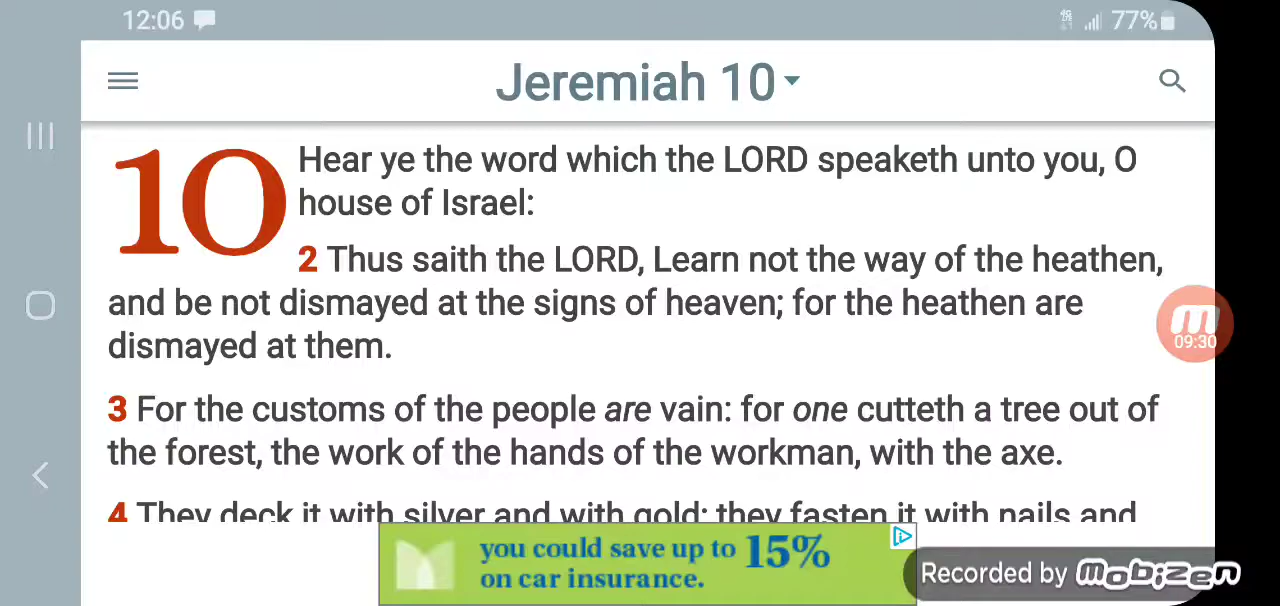 12:06 77%
Jeremiah 10
10 Hear ye the word which the LORD speaketh unto you, O
house of Israel:
2 Thus saith the LORD, Learn not the way of the heathen,
and be not dismayed at the signs of heaven; for the heathen are
dismayed at them.
09:30
3 For the customs of the people are vain: for one cutteth a tree out of
the forest, the work of the hands of the workman, with the axe.
4 They deck it with silver and with gold; they fasten it with nails and
you could save up to 15%
on car insurance.
Recorded by mobizen